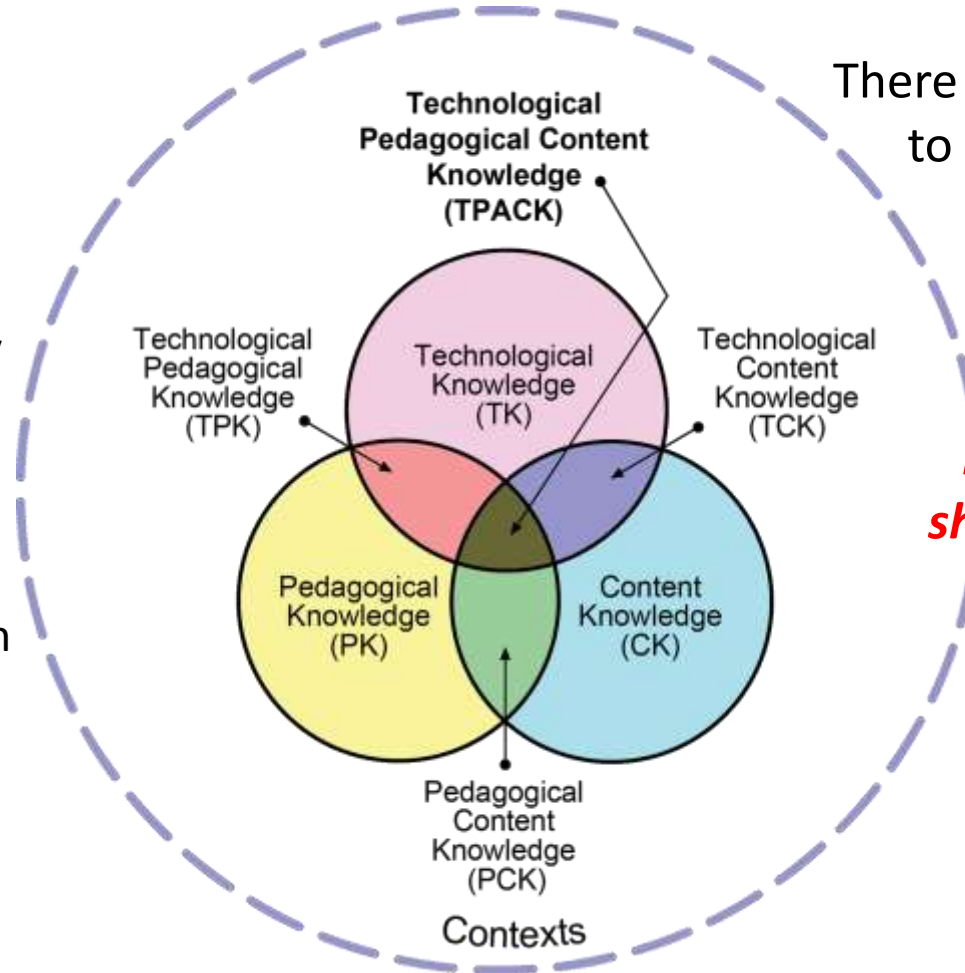 There
to
Technological
Pedagogical Content
Knowledge
(TPACK)
Technological
Pedagogical
Knowledge
(TPK)
Technological
Knowledge
(TK)
Technological
Content
Knowledge
(TCK)
Pedagogical
Knowledge
(PK)
Content
Knowledge
(CK)
Pedagogical
Content
Knowledge
(PCK)
Contexts